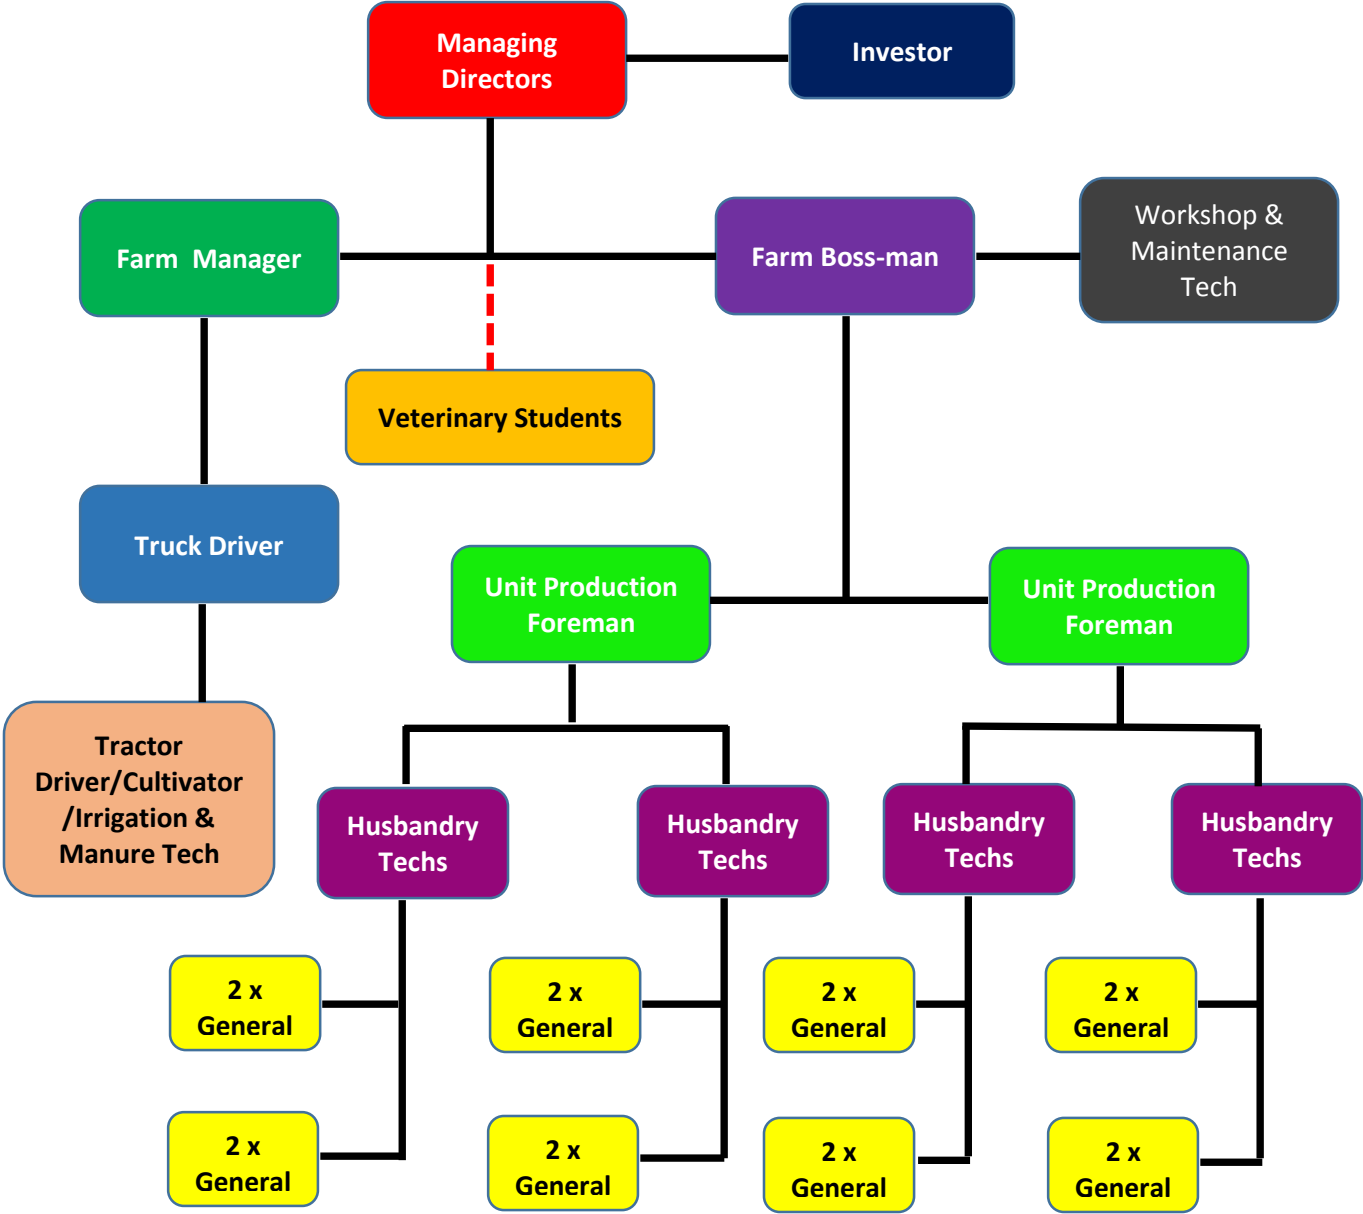 Managing
Directors
Investor
Farm Manager
Farm Boss-man
Workshop &
Maintenance
Tech
Veterinary Students
Truck Driver
Unit Production
Foreman
Unit Production
Foreman
Tractor
Driver/Cultivator
/Irrigation &
Manure Tech
Husbandry
Techs
Husbandry
Techs
Husbandry
Techs
Husbandry
Techs
2 x
General
2 x
General
2 x
General
2 x
General
2 x
General
2 x
General
2 x
General
2 x
General